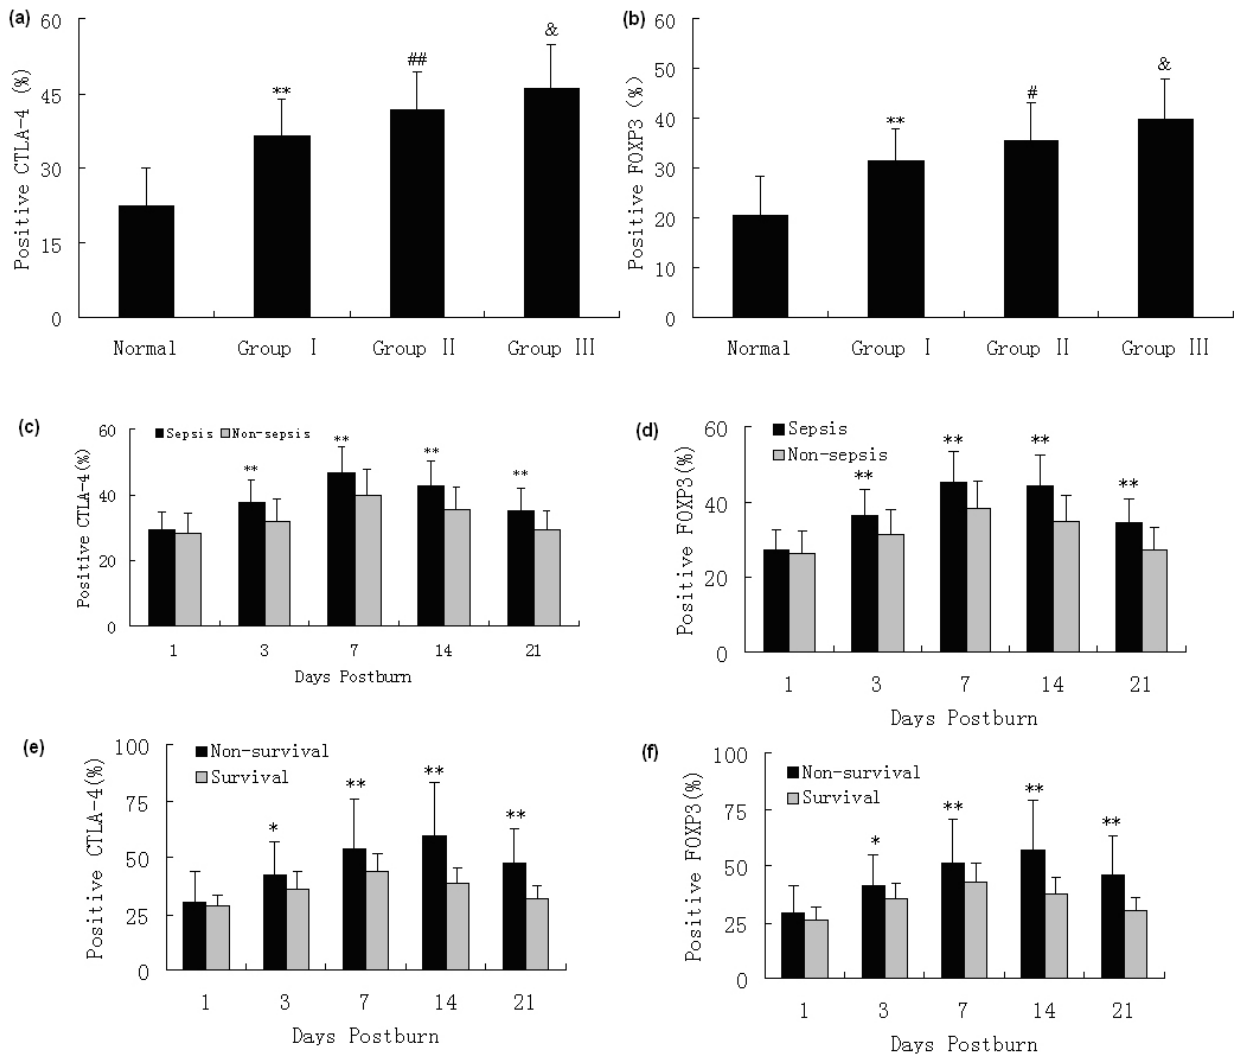 (a)
Positive CTLA-4 (%)
60
45
30
15
0
**
##
&
Normal
Group I
Group II
Group III
(b)
Positive FOXP3 (%)
60
50
40
30
20
10
0
**
#
&
Normal
Group I
Group II
Group III
(c)
Positive CTLA-4(%)
60
40
20
0
Sepsis
Non-sepsis
**
**
**
**
1
3
7
14
21
Days Postburn
(d)
Positive FOXP3(%)
60
40
20
0
Sepsis
Non-sepsis
**
**
**
**
1
3
7
14
21
Days Postburn
(e)
Positive CTLA-4(%)
100
75
50
25
0
Non-survival
Survival
*
**
**
**
1
3
7
14
21
Days Postburn
(f)
Positive FOXP3(%)
100
75
50
25
0
Non-survival
Survival
*
**
**
**
1
3
7
14
21
Days Postburn